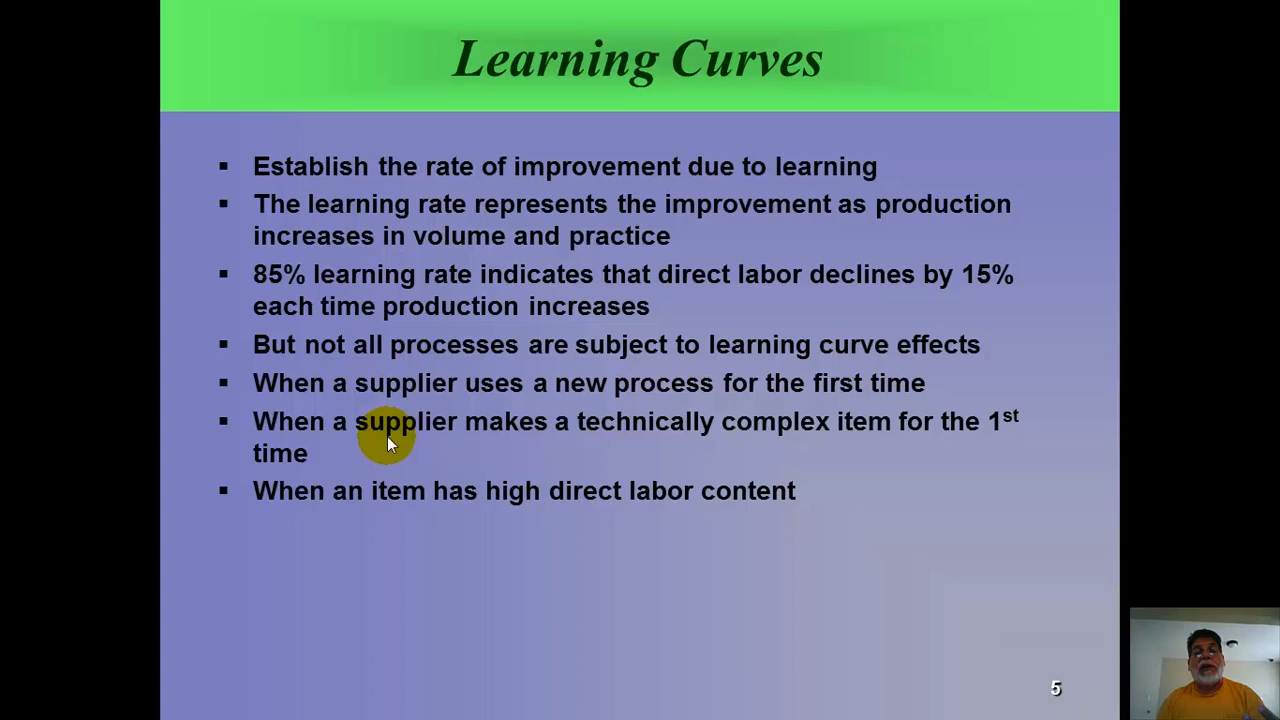 Learning Curves
▪ Establish the rate of improvement due to learning
▪ The learning rate represents the improvement as production
increases in volume and practice
▪ 85% learning rate indicates that direct labor declines by 15%
each time production increases
▪ But not all processes are subject to learning curve effects
▪ When a supplier uses a new process for the first time
▪ When a supplier makes a technically complex item for the 1st
time
▪ When an item has high direct labor content
5